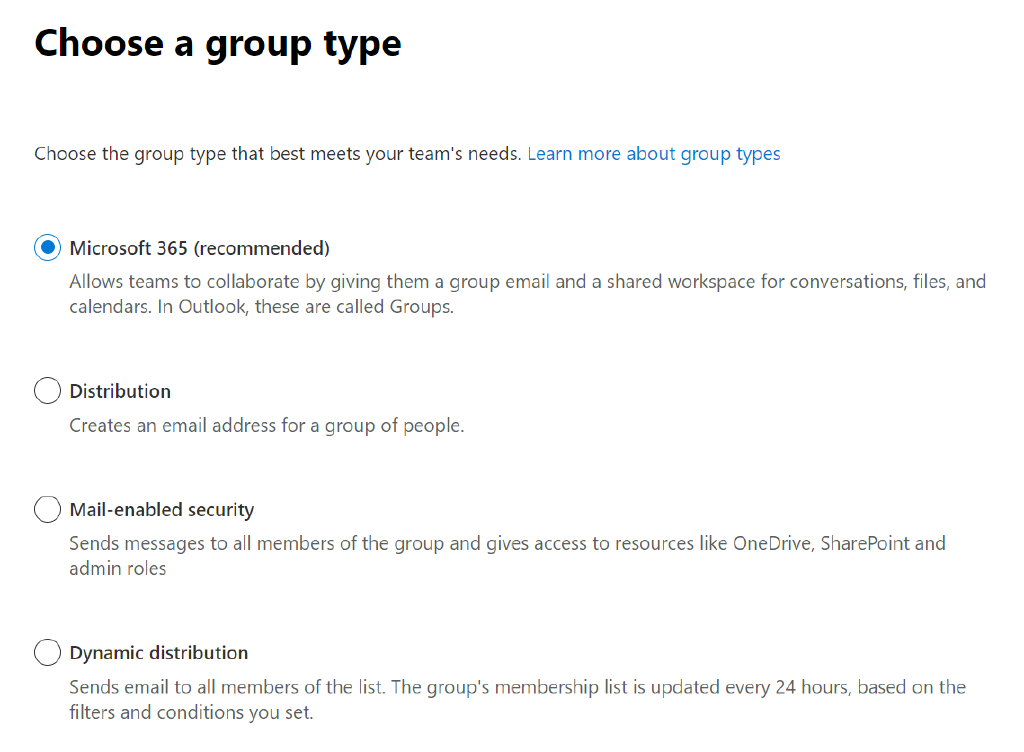 Choose a group type
Choose the group type that best meets your team's needs. Learn more about group types
Microsoft 365 (recommended)
Allows teams to collaborate by giving them a group email and a shared workspace for conversations, files, and
calendars. In Outlook, these are called Groups.
Distribution
Creates an email address for a group of people.
Mail-enabled security
Sends messages to all members of the group and gives access to resources like OneDrive, SharePoint and
admin roles
Dynamic distribution
Sends email to all members of the list. The group's membership list is updated every 24 hours, based on the
filters and conditions you set.